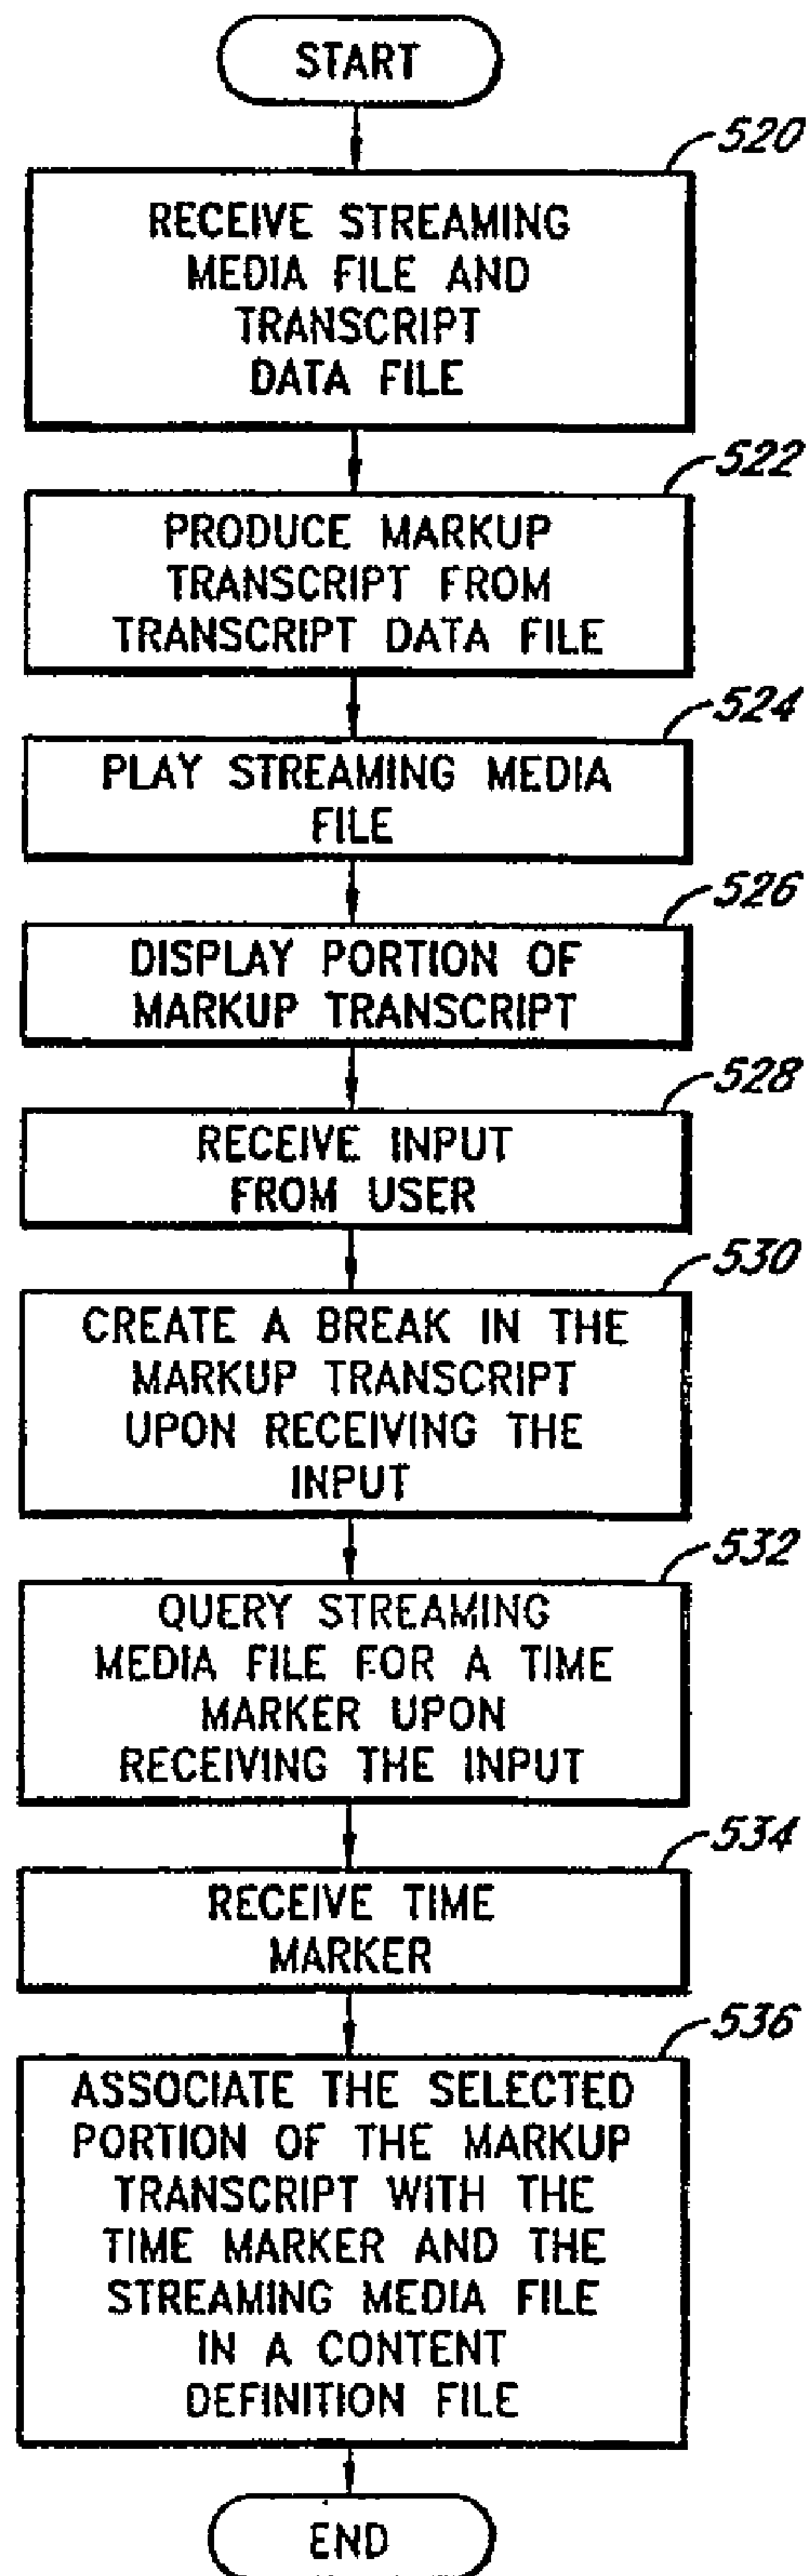 START
520
RECEIVE STREAMING
MEDIA FILE AND
TRANSCRIPT
DATA FILE
522
PRODUCE MARKUP
TRANSCRIPT FROM
TRANSCRIPT DATA FILE
524
PLAY STREAMING MEDIA
FILE
526
DISPLAY PORTION OF
MARKUP TRANSCRIPT
528
RECEIVE INPUT
FROM USER
530
CREATE A BREAK IN THE
MARKUP TRANSCRIPT
UPON RECEIVING THE
INPUT
532
QUERY STREAMING
MEDIA FILE FOR A TIME
MARKER UPON
RECEIVING THE INPUT
534
RECEIVE TIME
MARKER
536
ASSOCIATE THE SELECTED
PORTION OF THE MARKUP
TRANSCRIPT WITH THE
TIME MARKER AND THE
STREAMING MEDIA FILE
IN A CONTENT
DEFINITION FILE
END